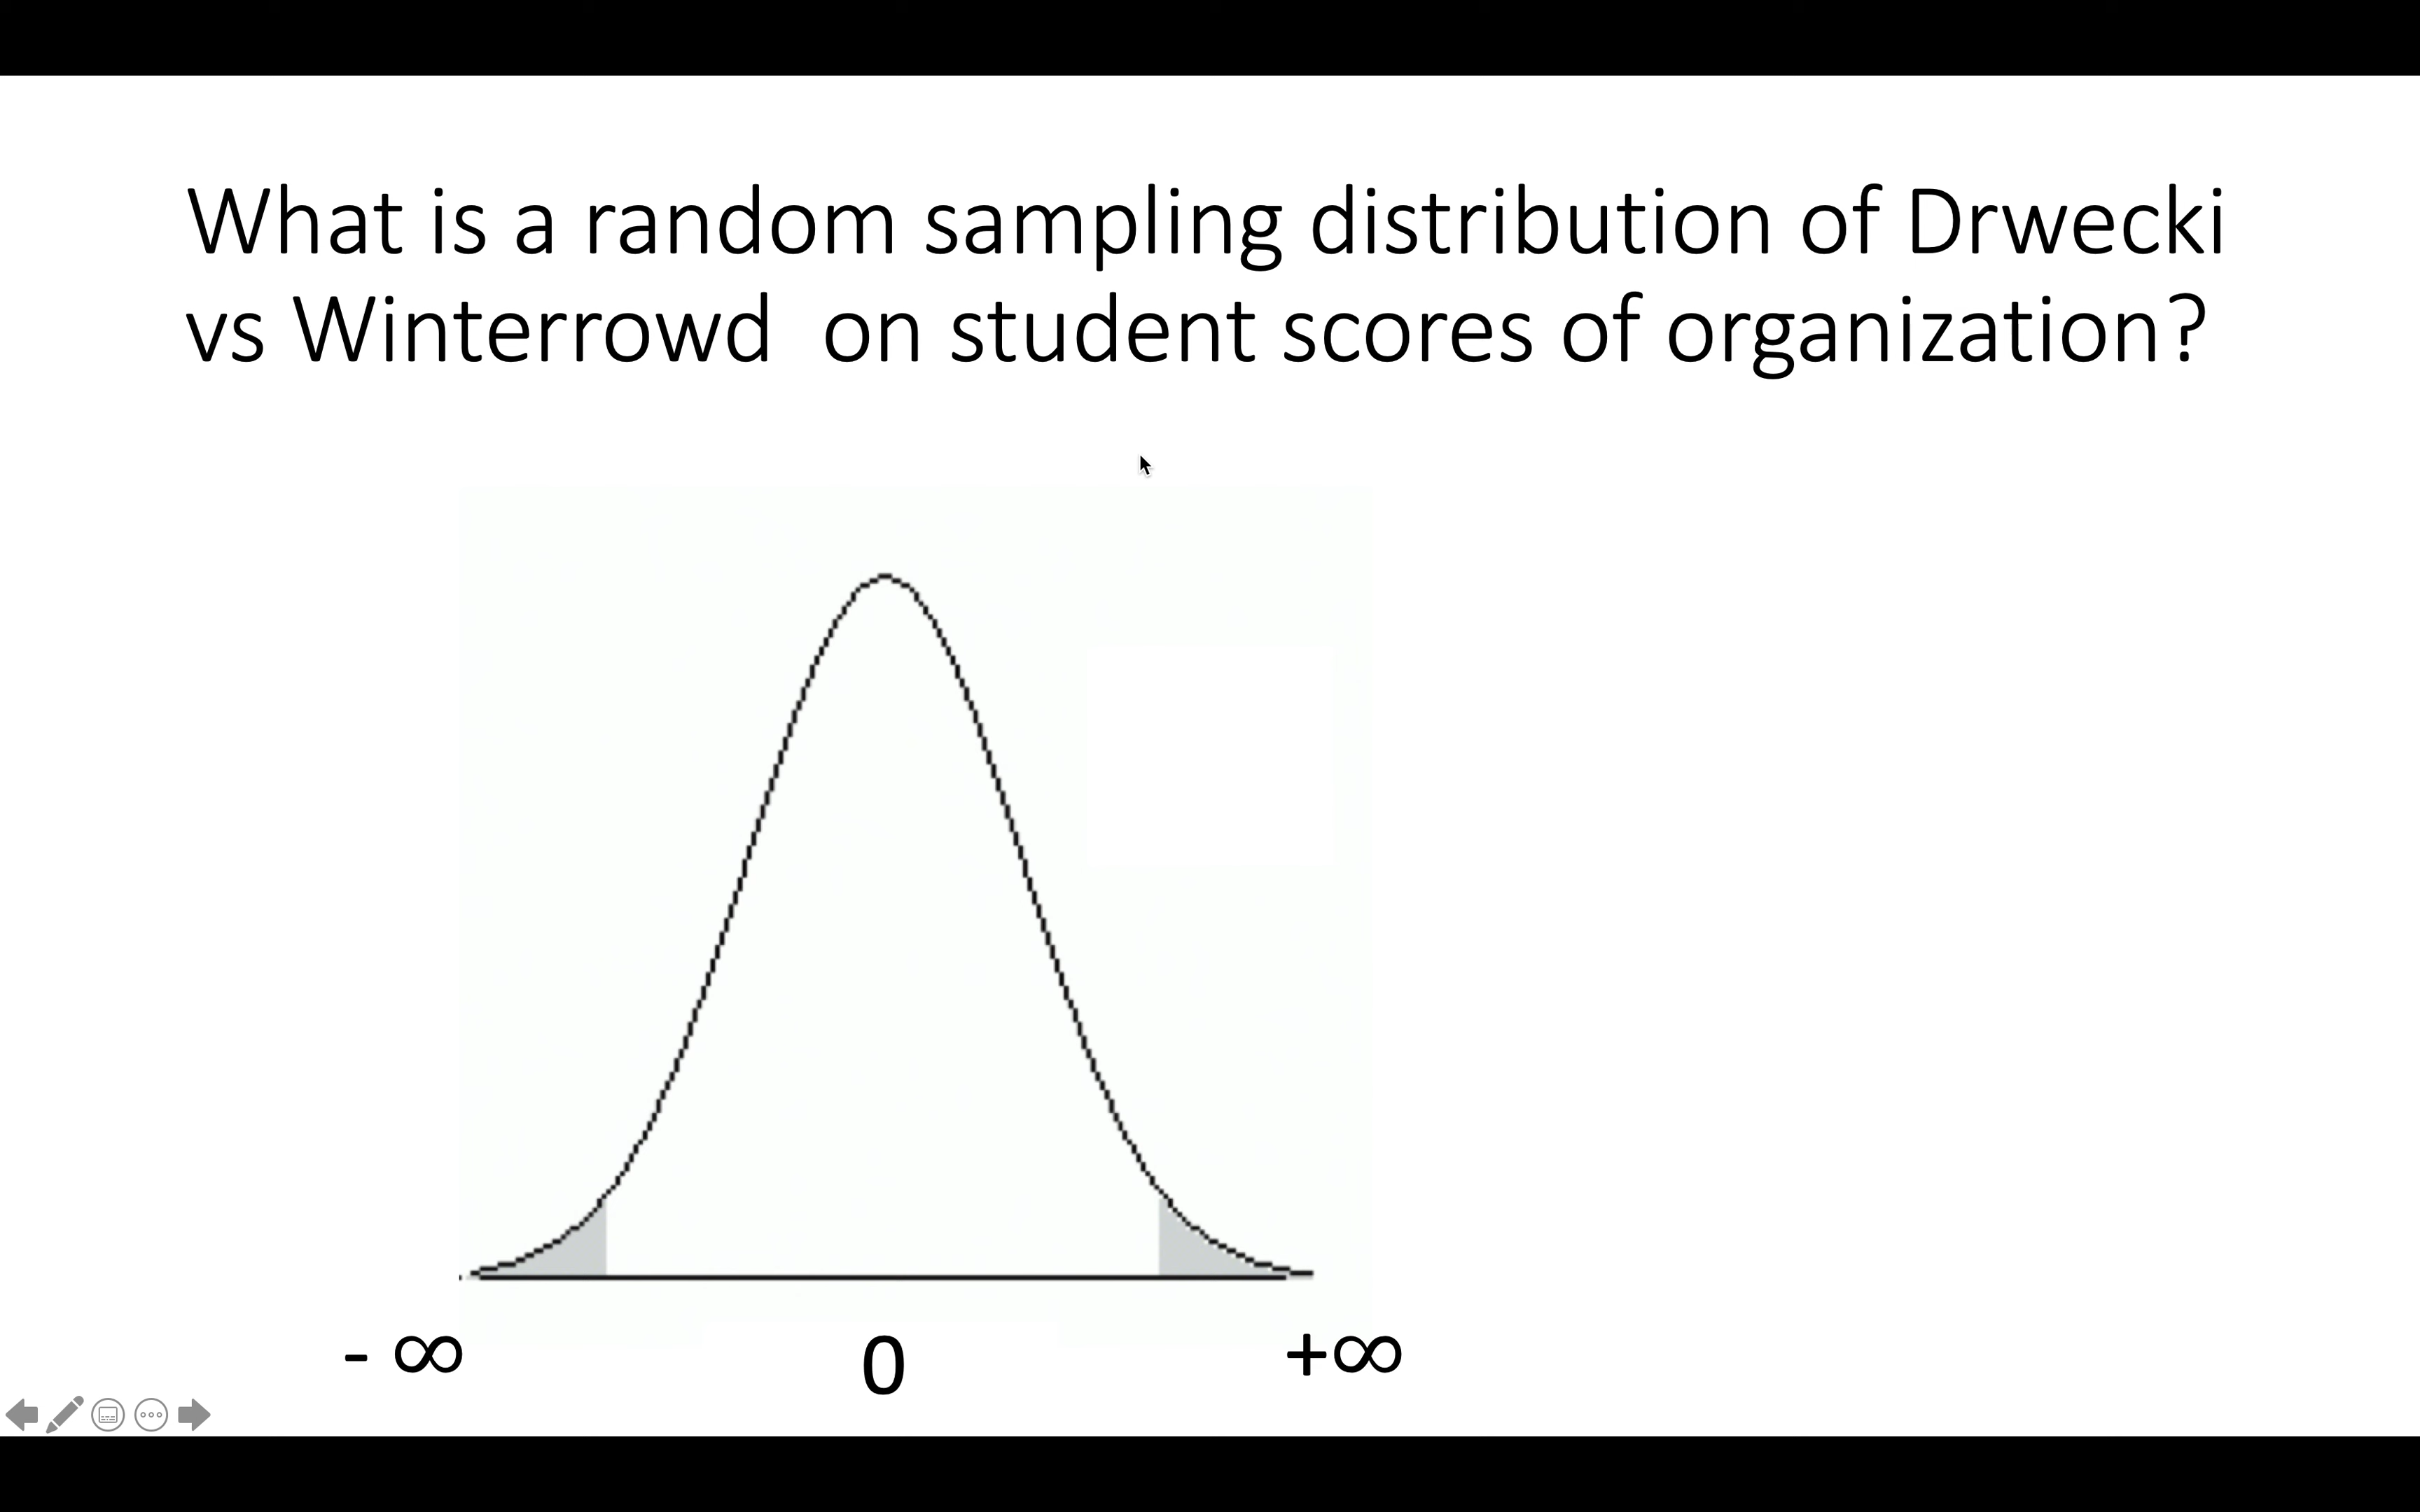 What is a random sampling distribution of Drwecki
vs Winterrowd  on student scores of organization?
- ∞ 0 +∞